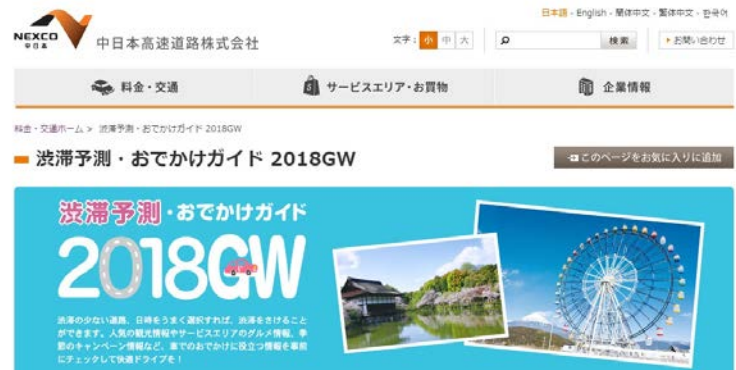 日本語 - English - 簡体中文 - 繁体中文 - 한국어
NEXCO
中日本
中日本高速道路株式会社
文字: 小 中 大
検索
お問い合わせ
料金・交通
サービスエリア・お買物
企業情報
料金・交通ホーム > 渋滞予測・おでかけガイド 2018GW
渋滞予測・おでかけガイド 2018GW
このページをお気に入りに追加
渋滞予測・おでかけガイド
2018GW
渋滞の少ない道路、日時をうまく選択すれば、渋滞をさけること
ができます。人気の観光情報やサービスエリアのグルメ情報、季
節のキャンペーン情報など、車でのおでかけに役立つ情報を事前
にチェックして快適ドライブを！